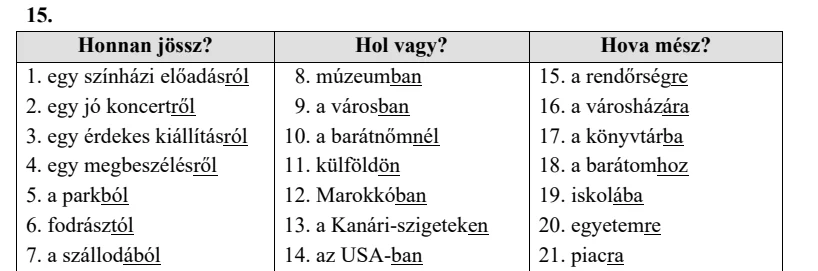 15.
Honnan jössz?
1. egy színházi előadásról
2. egy jó koncertről
3. egy érdekes kiállításról
4. egy megbeszélésről
5. a parkból
6. fodrásztól
7. a szállodából
Hol vagy?
8. múzeumban
9. a városban
10. a barátnőmnél
11. külföldön
12. Marokkóban
13. a Kanári-szigeteken
14. az USA-ban
Hova mész?
15. a rendőrségre
16. a városházára
17. a könyvtárba
18. a barátomhoz
19. iskolába
20. egyetemre
21. piacra